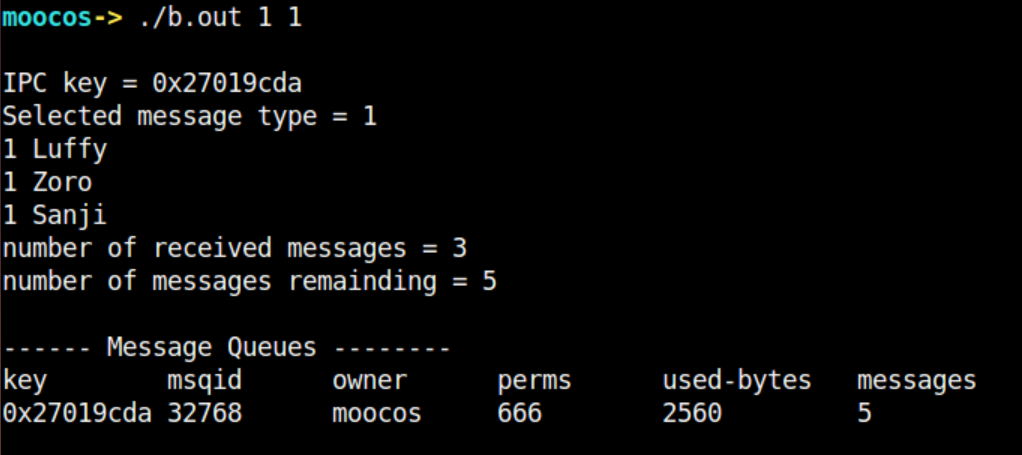 moocos-> ./b.out 1 1
IPC key = 0x27019cda
Selected message type = 1
1 Luffy
1 Zoro
1 Sanji
number of received messages = 3
number of messages remainding = 5
------ Message Queues --------
key        msqid      owner      perms      used-bytes   messages
0x27019cda 32768      moocos     666        2560         5